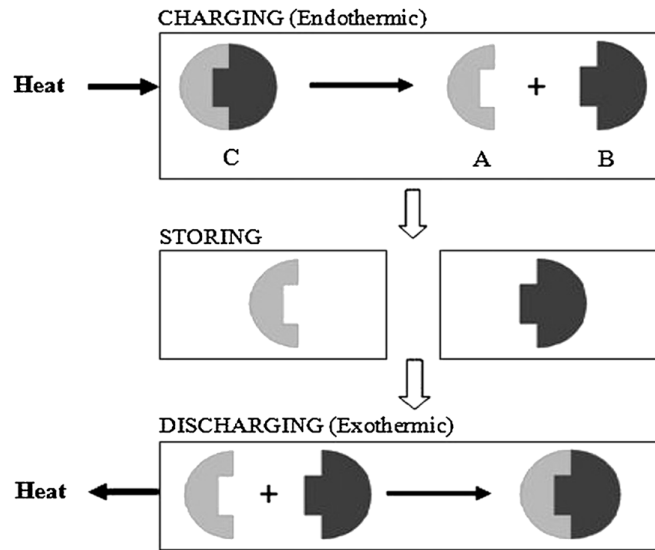 CHARGING (Endothermic)
Heat
+
C
A
B
STORING
DISCHARGING (Exothermic)
Heat
+